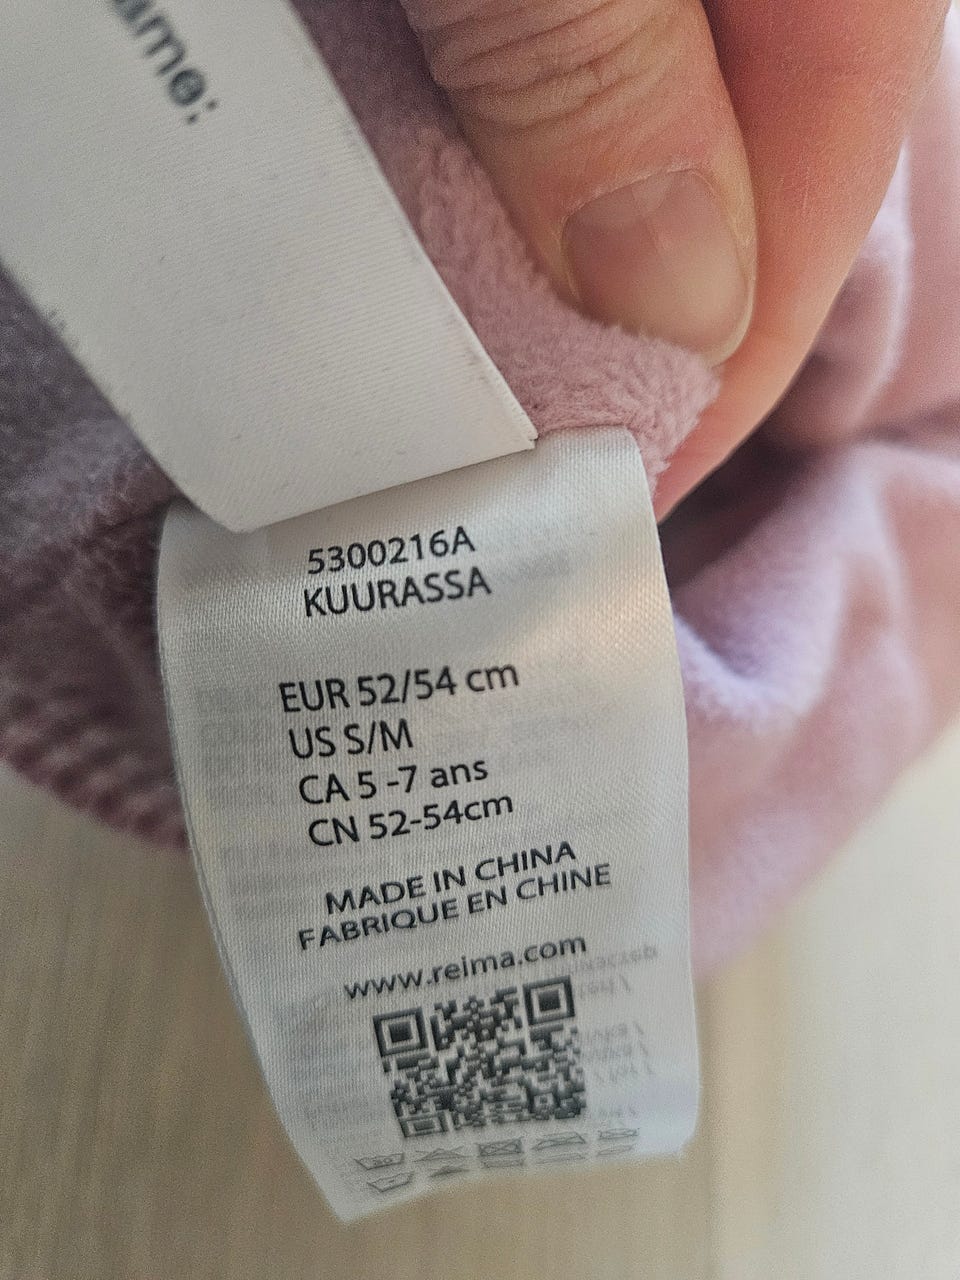 ame:
5300216A
KUURASSA
EUR 52/54 cm
US S/M
CA 5 -7 ans
CN 52-54cm
MADE IN CHINA
FABRIQUE EN CHINE
www.reima.com